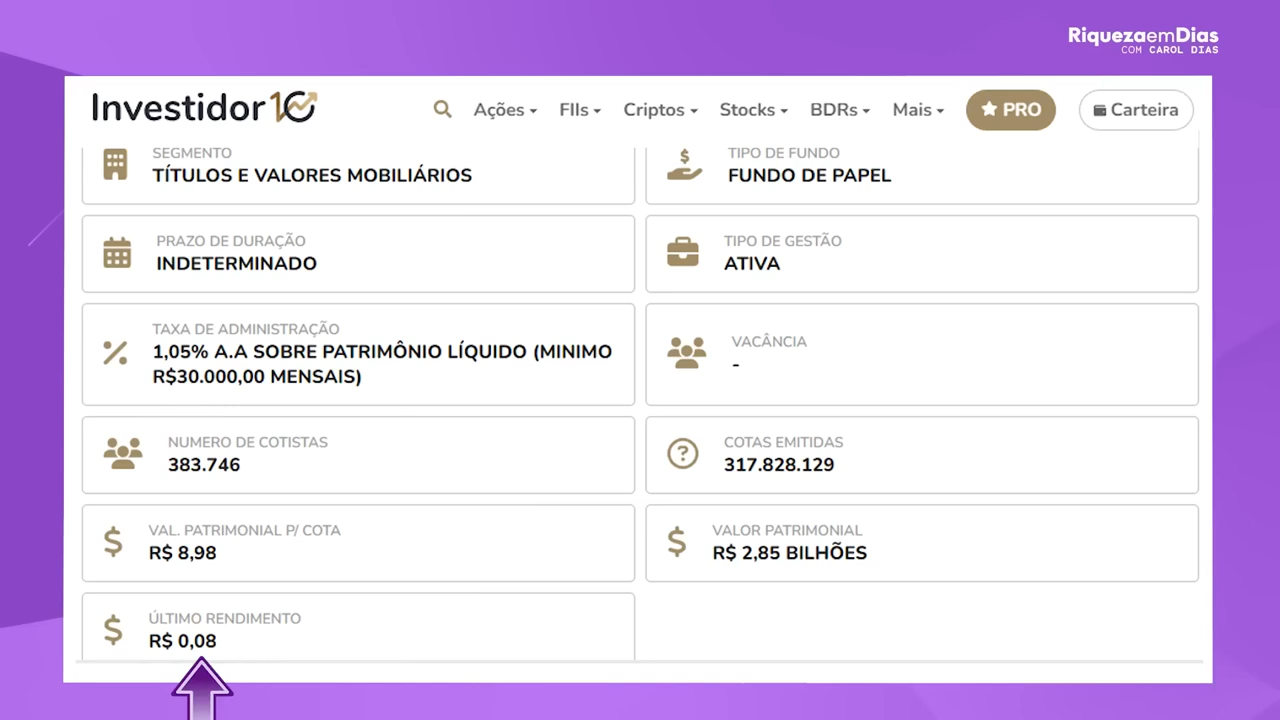 RiquezaemDias
COM CAROL DIAS
Investidor10
Ações
FIIs
Criptos
Stocks
BDRs
Mais
PRO
Carteira
SEGMENTO
TÍTULOS E VALORES MOBILIÁRIOS
TIPO DE FUNDO
FUNDO DE PAPEL
PRAZO DE DURAÇÃO
INDETERMINADO
TIPO DE GESTÃO
ATIVA
TAXA DE ADMINISTRAÇÃO
1,05% A.A SOBRE PATRIMÔNIO LÍQUIDO (MINIMO
R$30.000,00 MENSAIS)
VACÂNCIA
-
NUMERO DE COTISTAS
383.746
COTAS EMITIDAS
317.828.129
VAL. PATRIMONIAL P/ COTA
R$ 8,98
VALOR PATRIMONIAL
R$ 2,85 BILHÕES
ÚLTIMO RENDIMENTO
R$ 0,08